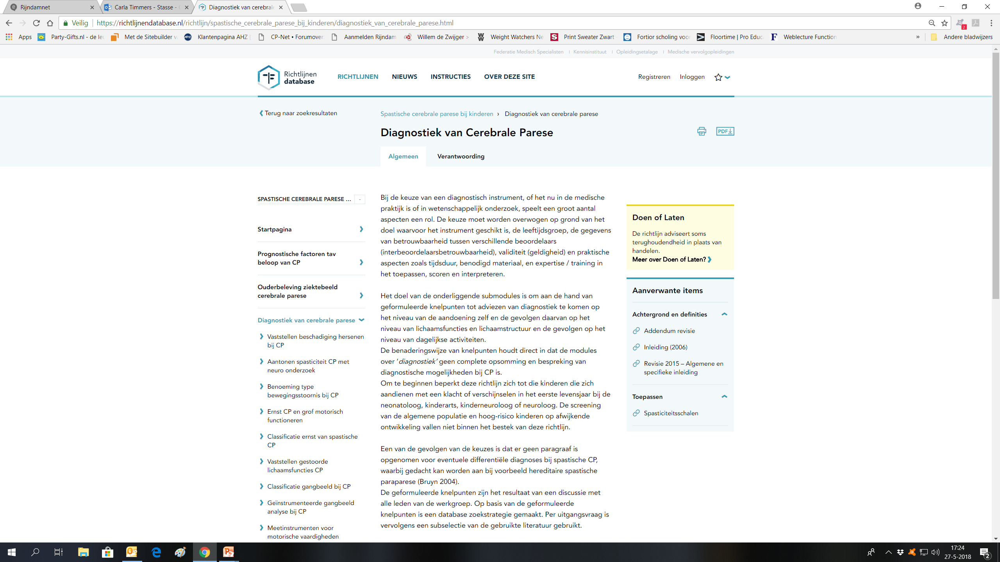 Rijndamnet
Carla Timmers - Stasse -
Diagnostiek van cerebrale
Veilig
https://richtlijnendatabase.nl/richtlijn/spastische_cerebrale_parese_bij_kinderen/diagnostiek_van_cerebrale_parese.html
2
Apps
Party-Gifts.nl - de leu
Met de Sitebuilder v
Klantenpagina AHZ |
CP-Net • Forumover
Aanmelden Rijndam
Willem de Zwijger >
Weight Watchers Ne
Print Sweater Zwart
Fortior scholing voor
Floortime | Pro Educ
Weblecture Function
»
Andere bladwijzers
Federatie Medisch Specialisten | Kennisinstituut | Opleidingsetalage | Medische vervolgopleidingen
Richtlijnen
database
RICHTLIJNEN
NIEUWS
INSTRUCTIES
OVER DEZE SITE
Registreren
Inloggen
Terug naar zoekresultaten
Spastische cerebrale parese bij kinderen › Diagnostiek van cerebrale parese
Diagnostiek van Cerebrale Parese
PDF
Algemeen
Verantwoording
SPASTISCHE CEREBRALE PARESE ...
-
Startpagina
Prognostische factoren tav
beloop van CP
Ouderbeleving ziektebeeld
cerebrale parese
Diagnostiek van cerebrale parese
Vaststellen beschadiging hersenen
bij CP
Aantonen spasticiteit CP met
neuro onderzoek
Benoeming type
bewegingsstoornis bij CP
Ernst CP en grof motorisch
functioneren
Classificatie ernst van spastische
CP
Vaststellen gestoorde
lichaamsfuncties CP
Classificatie gangbeeld bij CP
Geïnstrumenteerde gangbeeld
analyse bij CP
Meetinstrumenten voor
motorische vaardigheden
Bij de keuze van een diagnostisch instrument, of het nu in de medische
praktijk is of in wetenschappelijk onderzoek, speelt een groot aantal
aspecten een rol. De keuze moet worden overwogen op grond van het
doel waarvoor het instrument geschikt is, de leeftijdsgroep, de gegevens
van betrouwbaarheid tussen verschillende beoordelaars
(interbeoordelaarsbetrouwbaarheid), validiteit (geldigheid) en praktische
aspecten zoals tijdsduur, benodigd materiaal, en expertise / training in
het toepassen, scoren en interpreteren.
Het doel van de onderliggende submodules is om aan de hand van
geformuleerde knelpunten tot adviezen van diagnostiek te komen op
het niveau van de aandoening zelf en de gevolgen daarvan op het
niveau van lichaamsfuncties en lichaamstructuur en de gevolgen op het
niveau van dagelijkse activiteiten.
De benaderingswijze van knelpunten houdt direct in dat de modules
over ‘diagnostiek’ geen complete opsomming en bespreking van
diagnostische mogelijkheden bij CP is.
Om te beginnen beperkt deze richtlijn zich tot die kinderen die zich
aandienen met een klacht of verschijnselen in het eerste levensjaar bij de
neonatoloog, kinderarts, kinderneuroloog of neuroloog. De screening
van de algemene populatie en hoog-risico kinderen op afwijkende
ontwikkeling vallen niet binnen het bestek van deze richtlijn.
Een van de gevolgen van de keuzes is dat er geen paragraaf is
opgenomen voor eventuele differentiële diagnoses bij spastische CP,
waarbij gedacht kan worden aan bij voorbeeld hereditaire spastische
paraparese (Bruyn 2004).
De geformuleerde knelpunten zijn het resultaat van een discussie met
alle leden van de werkgroep. Op basis van de geformuleerde
knelpunten is een database zoekstrategie gemaakt. Per uitgangsvraag is
vervolgens een subselectie van de gebruikte literatuur gebruikt.
Doen of Laten
De richtlijn adviseert soms
terughoudendheid in plaats van
handelen.
Meer over Doen of Laten?
Aanverwante items
Achtergrond en definities
Addendum revisie
Inleiding (2006)
Revisie 2015 – Algemene en
specifieke inleiding
Toepassen
Spasticiteitsschalen
17:24
27-5-2018
2